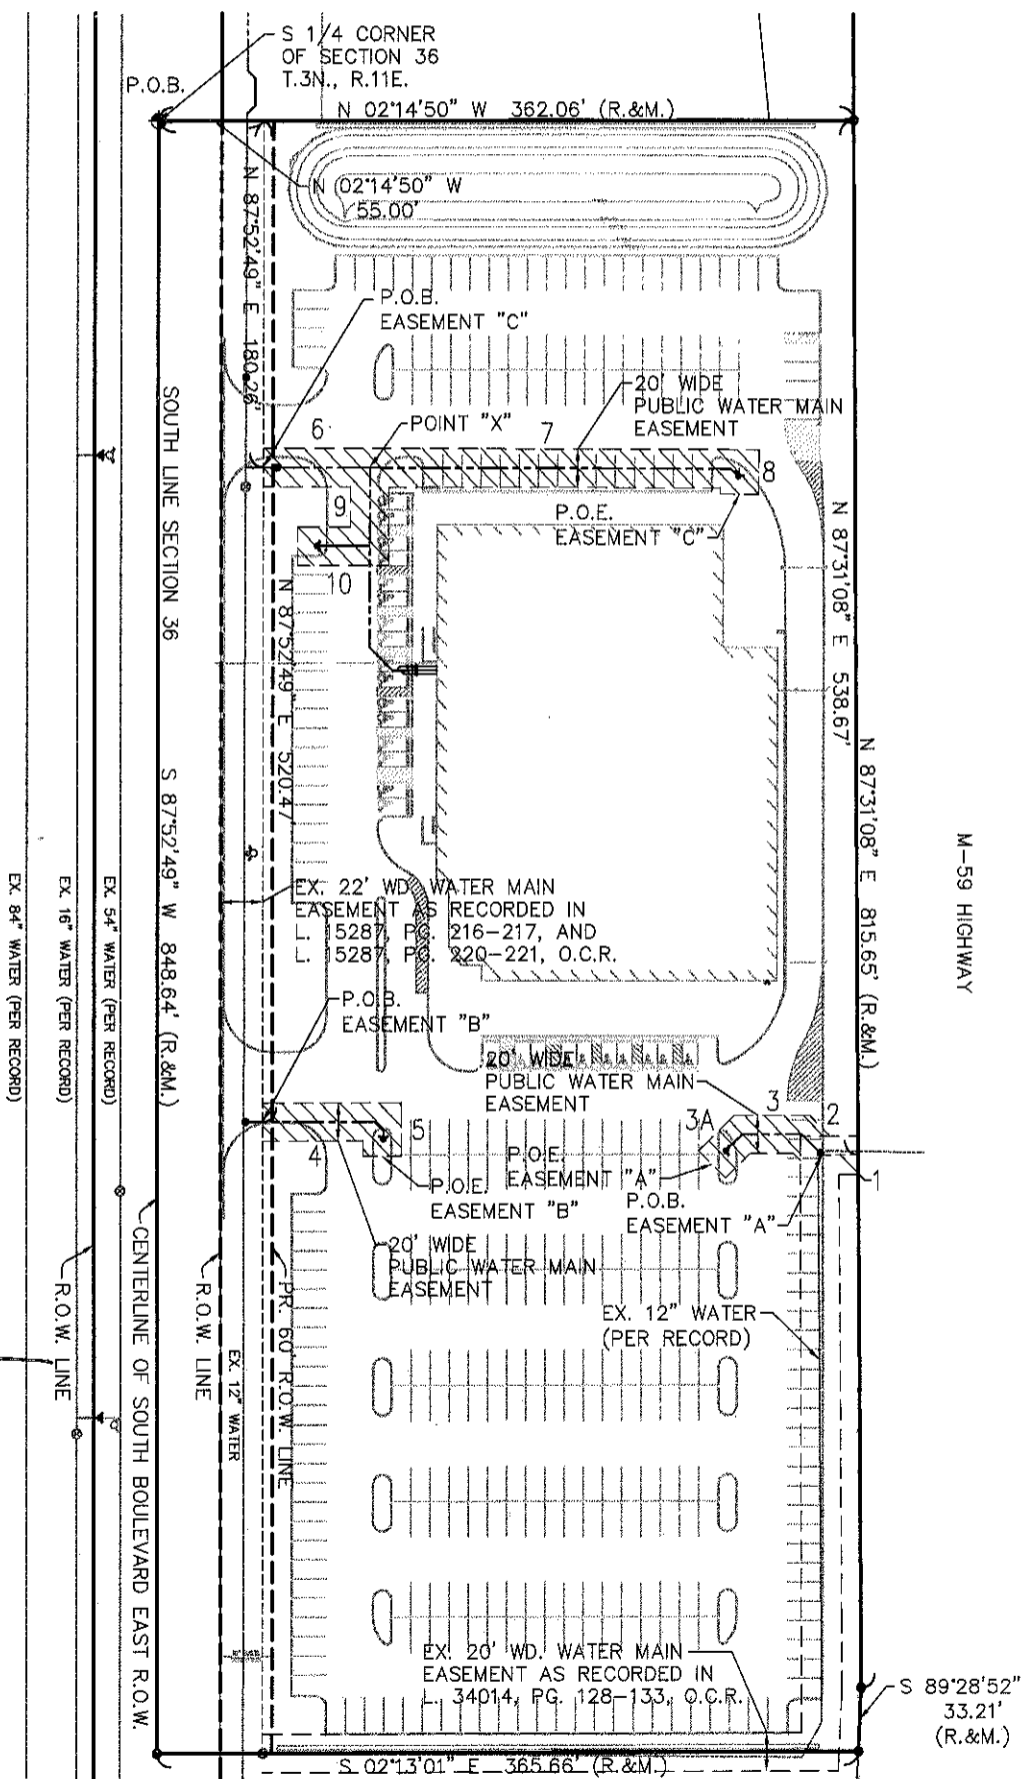 S 1/4 CORNER
OF SECTION 36
T.3N., R.11E.
P.O.B.
N 02°14'50" W 362.06' (R.&M.)
N 02°14'50" W
55.00'
N 87°52'49" E 180.26'
P.O.B.
EASEMENT "C"
20' WIDE
PUBLIC WATER MAIN
EASEMENT
POINT "X"
6
7
8
9
10
P.O.E.
EASEMENT "C"
SOUTH LINE SECTION 36
S 87°52'49" W 848.64' (R.&M.)
N 87°52'49" E 520.47'
N 87°31'08" E 538.67'
N 87°31'08" E 815.65' (R.&M.)
M-59 HIGHWAY
EX. 22' WD. WATER MAIN
EASEMENT AS RECORDED IN
L. 15287, PG. 216-217, AND
L. 15287, PG. 220-221, O.C.R.
EX. 54" WATER (PER RECORD)
EX. 16" WATER (PER RECORD)
EX. 84" WATER (PER RECORD)
P.O.B.
EASEMENT "B"
20' WIDE
PUBLIC WATER MAIN
EASEMENT
3A
3
2
1
4
5
P.O.E.
EASEMENT "A"
P.O.E.
EASEMENT "B"
P.O.B.
EASEMENT "A"
20' WIDE
PUBLIC WATER MAIN
EASEMENT
EX. 12" WATER
(PER RECORD)
R.O.W. LINE
CENTERLINE OF SOUTH BOULEVARD EAST R.O.W.
R.O.W. LINE
EX. 12" WATER
PR. 60' R.O.W. LINE
EX. 20' WD. WATER MAIN
EASEMENT AS RECORDED IN
L. 34014, PG. 128-133, O.C.R.
S 89°28'52"
33.21'
(R.&M.)
S 02°13'01" E 365.66' (R.&M.)